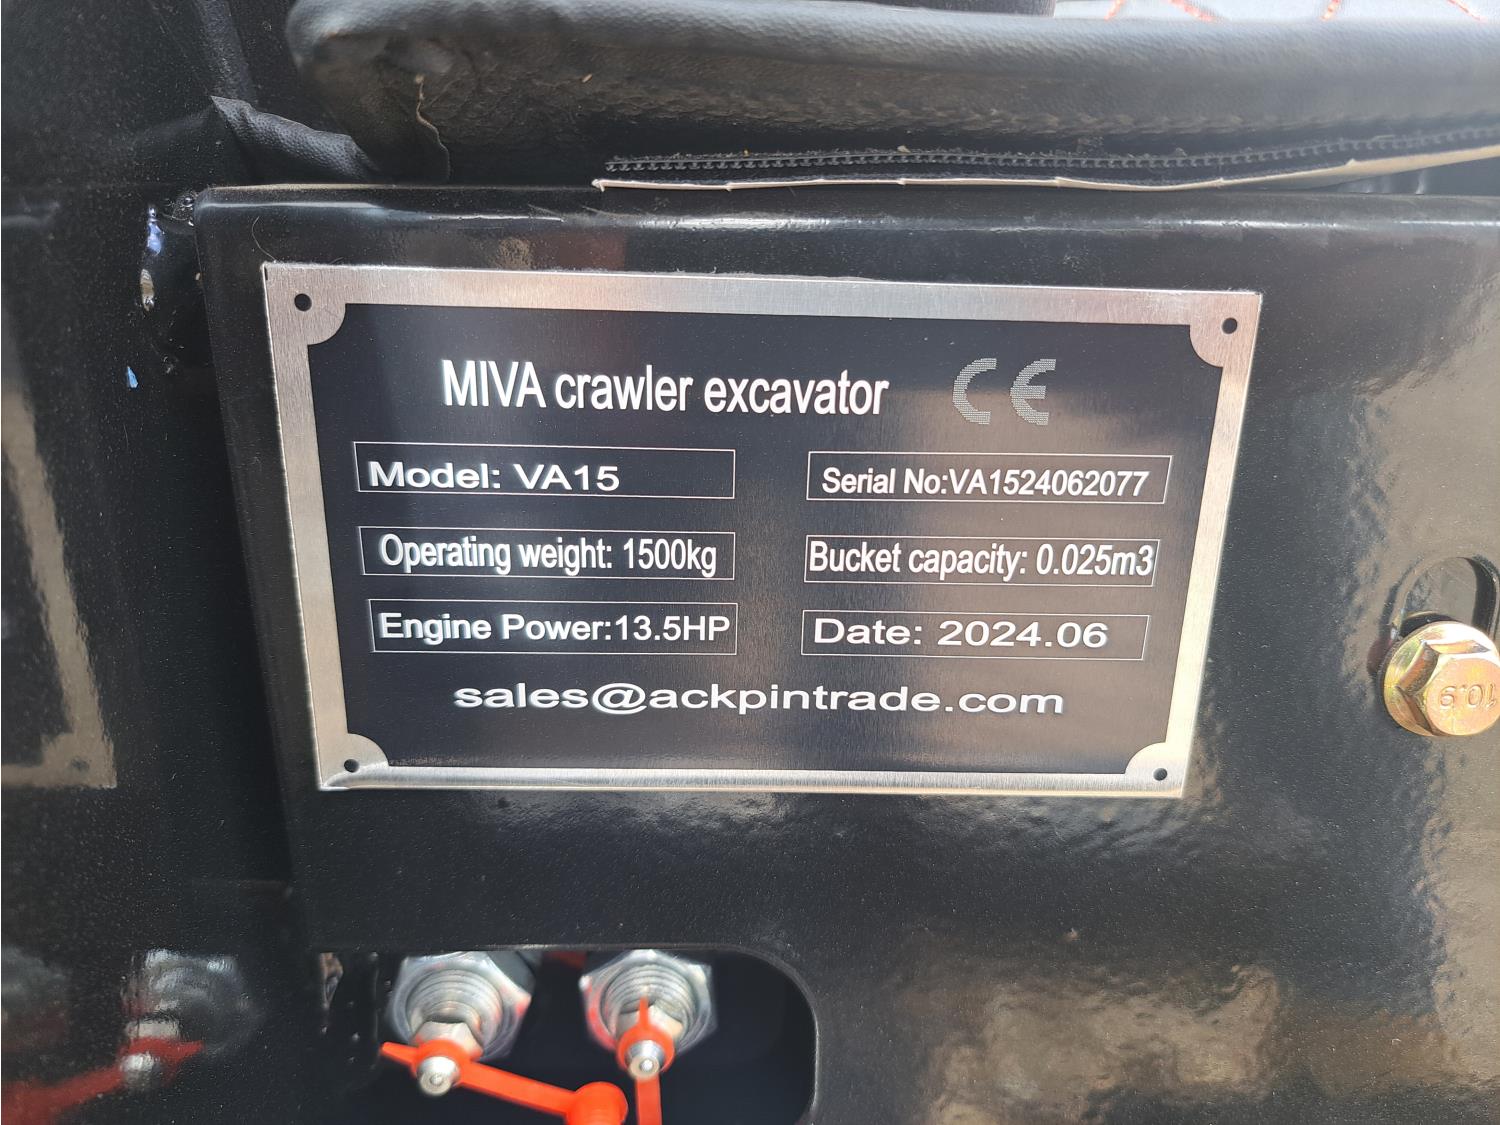 MIVA crawler excavator CE
Model: VA15
Serial No:VA1524062077
Operating weight: 1500kg
Bucket capacity: 0.025m3
Engine Power:13.5HP
Date: 2024.06
sales@ackpintrade.com
10.9